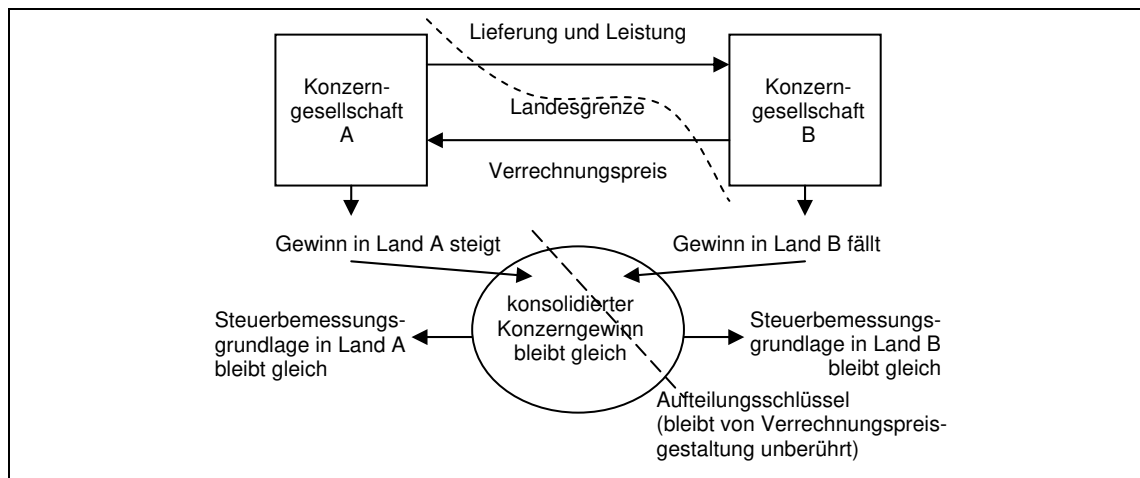 Lieferung und Leistung
Konzern-
gesellschaft
A
Konzern-
gesellschaft
B
Landesgrenze
Verrechnungspreis
Gewinn in Land A steigt
Gewinn in Land B fällt
konsolidierter
Konzerngewinn
bleibt gleich
Steuerbemessungs-
grundlage in Land A
bleibt gleich
Steuerbemessungs-
grundlage in Land B
bleibt gleich
Aufteilungsschlüssel
(bleibt von Verrechnungspreis-
gestaltung unberührt)